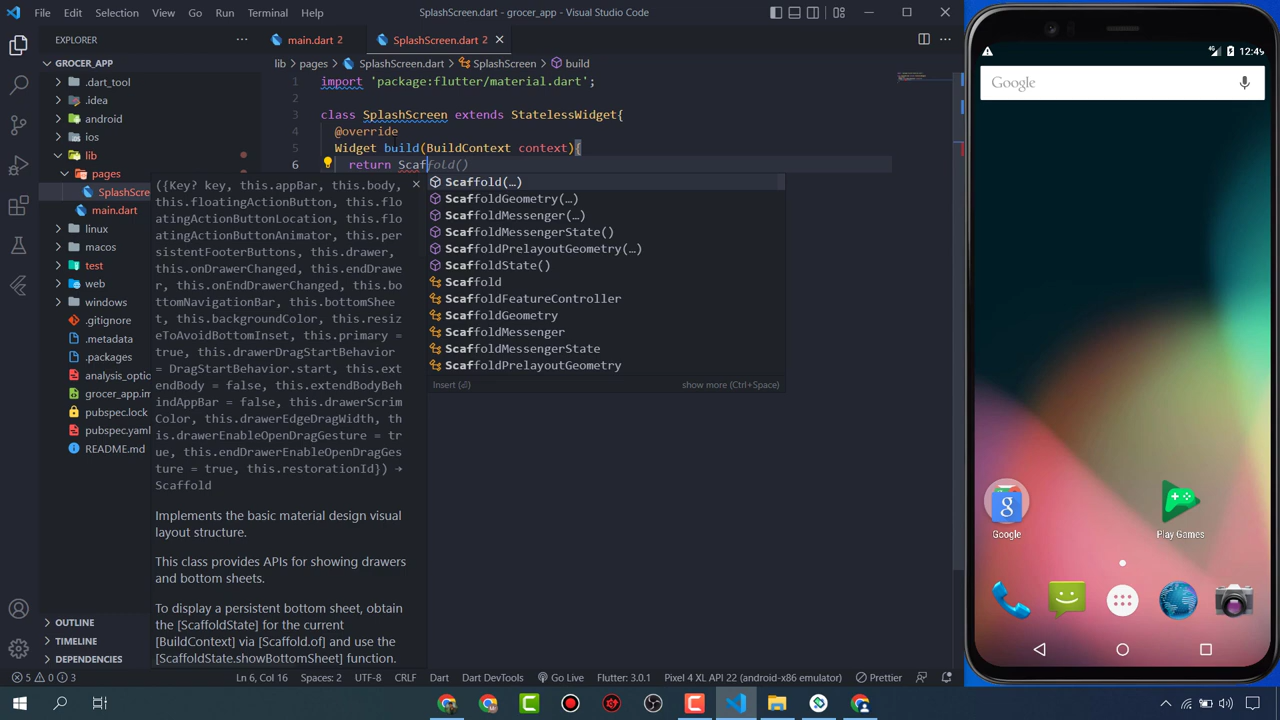 File Edit Selection View Go Run Terminal Help
SplashScreen.dart - grocer_app - Visual Studio Code
EXPLORER
GROCER_APP
.dart_tool
.idea
android
ios
lib
pages
SplashScre
main.dart
linux
macos
test
web
windows
.gitignore
.metadata
.packages
analysis_optio
grocer_app.im
pubspec.lock
pubspec.yaml
README.md
OUTLINE
TIMELINE
DEPENDENCIES
main.dart 2
SplashScreen.dart 2
lib > pages > SplashScreen.dart > SplashScreen > build
1 import 'package:flutter/material.dart';
2
3 class SplashScreen extends StatelessWidget{
4 @override
5 Widget build(BuildContext context){
6 return Scaffold()
({Key? key, this.appBar, this.body,
this.floatingActionButton, this.flo
atingActionButtonLocation, this.flo
atingActionButtonAnimator, this.per
sistentFooterButtons, this.drawer,
this.onDrawerChanged, this.endDrawe
r, this.onEndDrawerChanged, this.bo
ttomNavigationBar, this.bottomShee
t, this.backgroundColor, this.resiz
eToAvoidBottomInset, this.primary =
true, this.drawerDragStartBehavior
= DragStartBehavior.start, this.ext
endBody = false, this.extendBodyBeh
indAppBar = false, this.drawerScrim
Color, this.drawerEdgeDragWidth, th
is.drawerEnableOpenDragGesture = tr
ue, this.endDrawerEnableOpenDragGes
ture = true, this.restorationId}) →
Scaffold
Implements the basic material design visual
layout structure.
This class provides APIs for showing drawers
and bottom sheets.
To display a persistent bottom sheet, obtain
the [ScaffoldState] for the current
[BuildContext] via [Scaffold.of] and use the
[ScaffoldState.showBottomSheet] function.
Scaffold(…)
ScaffoldGeometry(…)
ScaffoldMessenger(…)
ScaffoldMessengerState()
ScaffoldPrelayoutGeometry(…)
ScaffoldState()
Scaffold
ScaffoldFeatureController
ScaffoldGeometry
ScaffoldMessenger
ScaffoldMessengerState
ScaffoldPrelayoutGeometry
Insert (⏎) show more (Ctrl+Space)
5 0 3
Ln 6, Col 16 Spaces: 2 UTF-8 CRLF Dart Dart DevTools Go Live Flutter: 3.0.1 Pixel 4 XL API 22 (android-x86 emulator) Prettier
4G 12:49
Google
Google
Play Games